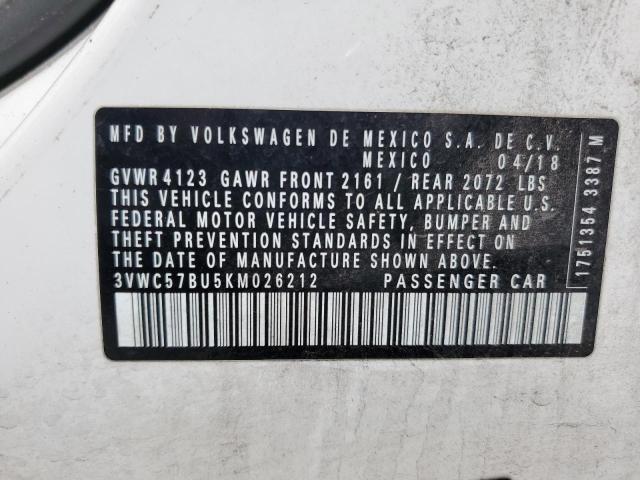 MFD BY VOLKSWAGEN DE MEXICO S.A. DE C.V.
MEXICO 04/18
GVWR 4123 GAWR FRONT 2161 / REAR 2072 LBS
THIS VEHICLE CONFORMS TO ALL APPLICABLE U.S.
FEDERAL MOTOR VEHICLE SAFETY, BUMPER AND
THEFT PREVENTION STANDARDS IN EFFECT ON
THE DATE OF MANUFACTURE SHOWN ABOVE.
3VWC57BU5KM026212 PASSENGER CAR
1751354 3387 M